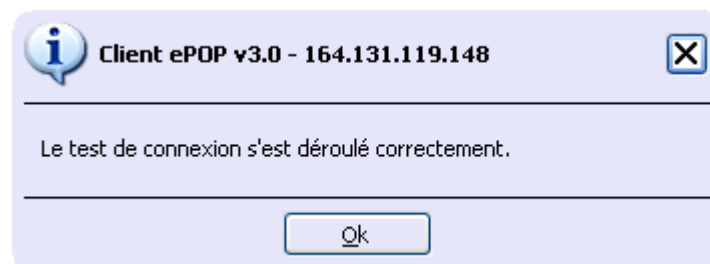 Client ePOP v3.0 - 164.131.119.148
Le test de connexion s'est déroulé correctement.
Ok